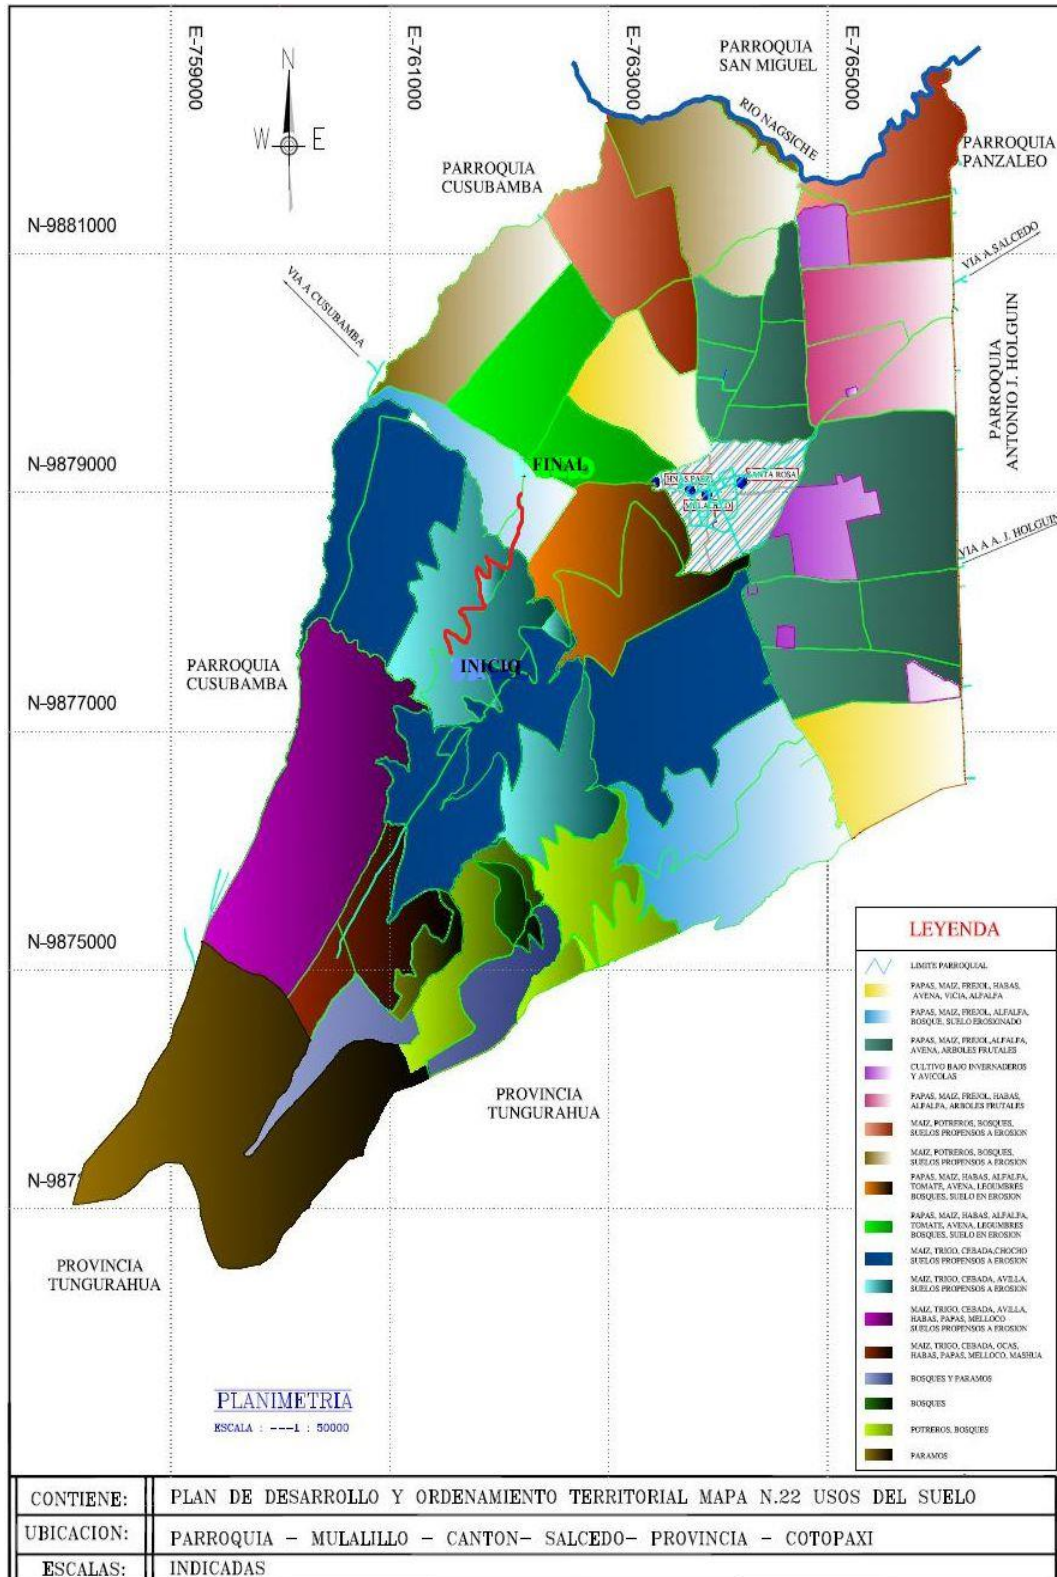 E-759000
E-761000
E-763000
E-765000
N
W
E
PARROQUIA
SAN MIGUEL
RIO NAGSICHE
PARROQUIA
PANZALEO
PARROQUIA
CUSUBAMBA
N-9881000
VIA A SALCEDO
VIA A CUSUBAMBA
PARROQUIA
ANTONIO J. HOLGUIN
N-9879000
FINAL
SANTA ROSA
VIA A A. J. HOLGUIN
PARROQUIA
CUSUBAMBA
INICIO
N-9877000
N-9875000
PROVINCIA
TUNGURAHUA
PROVINCIA
TUNGURAHUA
LEYENDA
LIMITE PARROQUIAL
PAPAS, MAIZ, FREJOL, HABAS,
AVENA, VICIA, ALFALFA
PAPAS, MAIZ, FREJOL, ALFALFA,
BOSQUE, SUELO EROSIONADO
PAPAS, MAIZ, FREJOL,ALFALFA,
AVENA, ARBOLES FRUTALES
CULTIVO BAJO INVERNADEROS
Y AVICOLAS
PAPAS, MAIZ, FREJOL, HABAS,
ALFALFA, ARBOLES FRUTALES
MAIZ, POTREROS, BOSQUES,
SUELOS PROPENSOS A EROSION
MAIZ, POTREROS, BOSQUES,
SUELOS PROPENSOS A EROSION
PAPAS, MAIZ, HABAS, ALFALFA,
TOMATE, AVENA, LEGUMBRES
BOSQUES, SUELO EN EROSION
PAPAS, MAIZ, HABAS, ALFALFA,
TOMATE, AVENA, LEGUMBRES
BOSQUES, SUELO EN EROSION
MAIZ, TRIGO, CEBADA,CHOCHO
SUELOS PROPENSOS A EROSION
MAIZ, TRIGO, CEBADA, AVILLA,
SUELOS PROPENSOS A EROSION
MAIZ, TRIGO, CEBADA, AVILLA,
HABAS, PAPAS, MELLOCO
SUELOS PROPENSOS A EROSION
MAIZ, TRIGO, CEBADA, OCAS,
HABAS, PAPAS, MELLOCO, MASHUA
BOSQUES Y PARAMOS
BOSQUES
POTREROS, BOSQUES
PARAMOS
PLANIMETRIA
ESCALA : ---1 : 50000
CONTIENE: PLAN DE DESARROLLO Y ORDENAMIENTO TERRITORIAL MAPA N.22 USOS DEL SUELO
UBICACION: PARROQUIA - MULALILLO - CANTON- SALCEDO- PROVINCIA - COTOPAXI
ESCALAS: INDICADAS